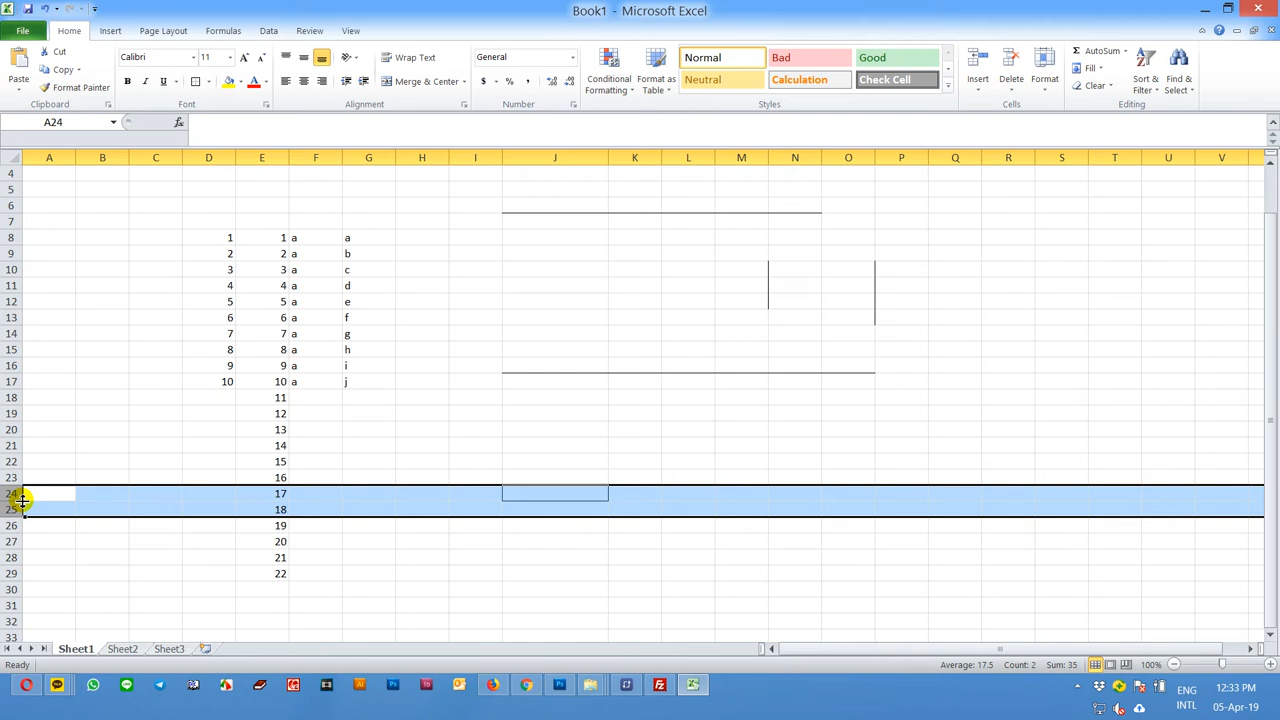 Book1 - Microsoft Excel
File Home Insert Page Layout Formulas Data Review View
Paste
Cut
Copy
Format Painter
Clipboard
Calibri 11
B I U
Font
Wrap Text
Merge & Center
Alignment
General
$ % ,
Number
Conditional Formatting
Format as Table
Normal Bad Good
Neutral Calculation Check Cell
Styles
Insert Delete Format
Cells
AutoSum
Fill
Clear
Sort & Filter
Find & Select
Editing
A24 fx
A B C D E F G H I J K L M N O P Q R S T U V
4
5
6
7
8 1 1 a a
9 2 2 a b
10 3 3 a c
11 4 4 a d
12 5 5 a e
13 6 6 a f
14 7 7 a g
15 8 8 a h
16 9 9 a i
17 10 10 a j
18 11
19 12
20 13
21 14
22 15
23 16
24 17
25 18
26 19
27 20
28 21
29 22
30
31
32
33
Sheet1 Sheet2 Sheet3
Ready Average: 17.5 Count: 2 Sum: 35 100%
ENG 12:33 PM
INTL 05-Apr-19